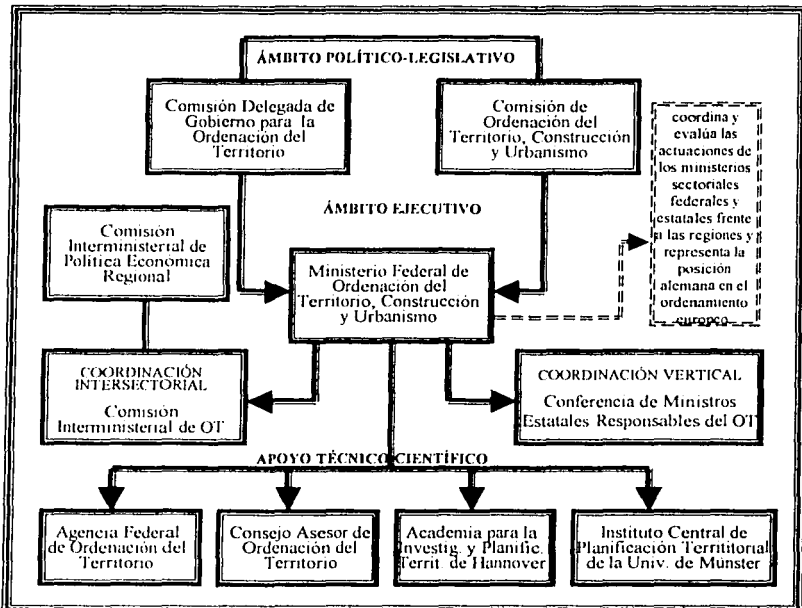 ÁMBITO POLÍTICO-LEGISLATIVO
Comisión Delegada de
Gobierno para la
Ordenación del
Territorio
Comisión de
Ordenación del
Territorio, Construcción
y Urbanismo
coordina y
evalúa las
actuaciones de
los ministerios
sectoriales
federales y
estatales frente
a las regiones y
representa la
posición
alemana en el
ordenamiento
europeo
ÁMBITO EJECUTIVO
Comisión
Interministerial de
Política Económica
Regional
Ministerio Federal de
Ordenación del
Territorio, Construcción
y Urbanismo
COORDINACIÓN
INTERSECTORIAL
Comisión
Interministerial de OT
COORDINACIÓN VERTICAL
Conferencia de Ministros
Estatales Responsables del OT
APOYO TÉCNICO CIENTÍFICO
Agencia Federal
de Ordenación del
Territorio
Consejo Asesor de
Ordenación del
Territorio
Academia para la
Investig. y Planific.
Territ. de Hannover
Instituto Central de
Planificación Territitorial
de la Univ. de Münster